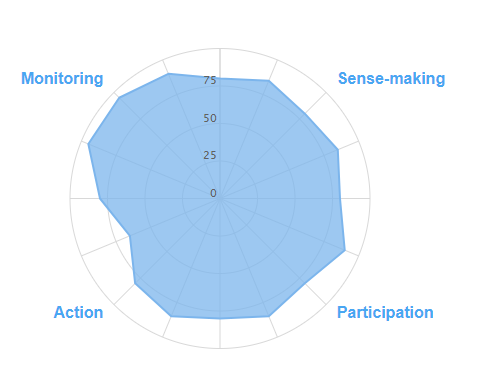 Monitoring
Sense-making
75
50
25
0
Action
Participation